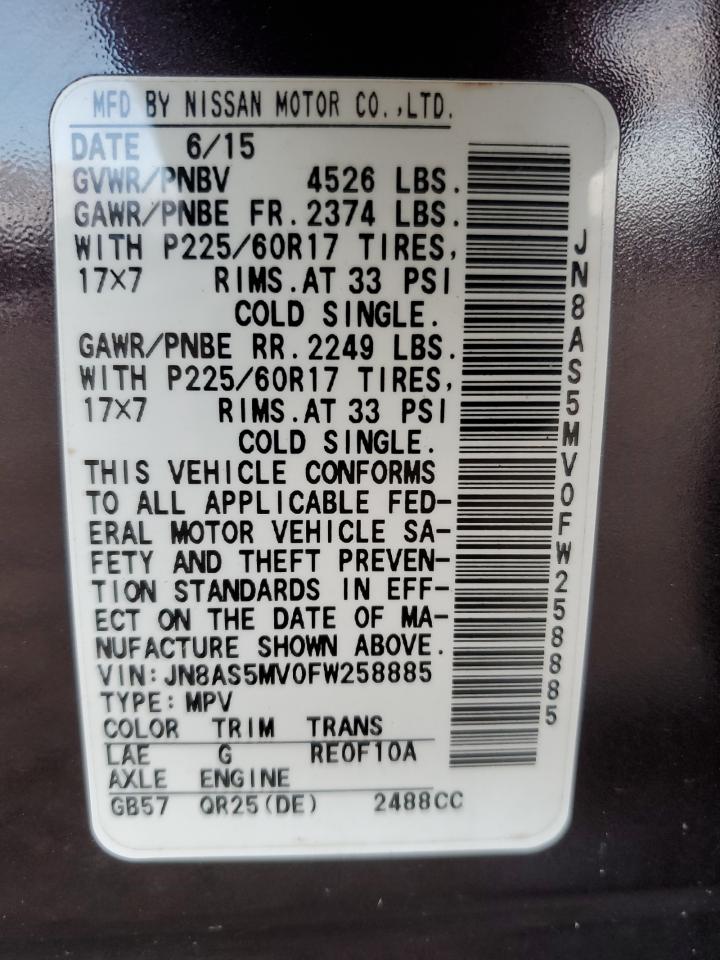 MFD BY NISSAN MOTOR CO.,LTD.
DATE 6/15
GVWR/PNBV 4526 LBS.
GAWR/PNBE FR.2374 LBS.
WITH P225/60R17 TIRES,
17×7 RIMS.AT 33 PSI
COLD SINGLE.
GAWR/PNBE RR.2249 LBS.
WITH P225/60R17 TIRES,
17×7 RIMS.AT 33 PSI
COLD SINGLE.
THIS VEHICLE CONFORMS
TO ALL APPLICABLE FED-
ERAL MOTOR VEHICLE SA-
FETY AND THEFT PREVEN-
TION STANDARDS IN EFF-
ECT ON THE DATE OF MA-
NUFACTURE SHOWN ABOVE.
VIN:JN8AS5MV0FW258885
TYPE:MPV
COLOR TRIM TRANS
LAE G RE0F10A
AXLE ENGINE
GB57 QR25(DE) 2488CC
JN8AS5MV0FW258885